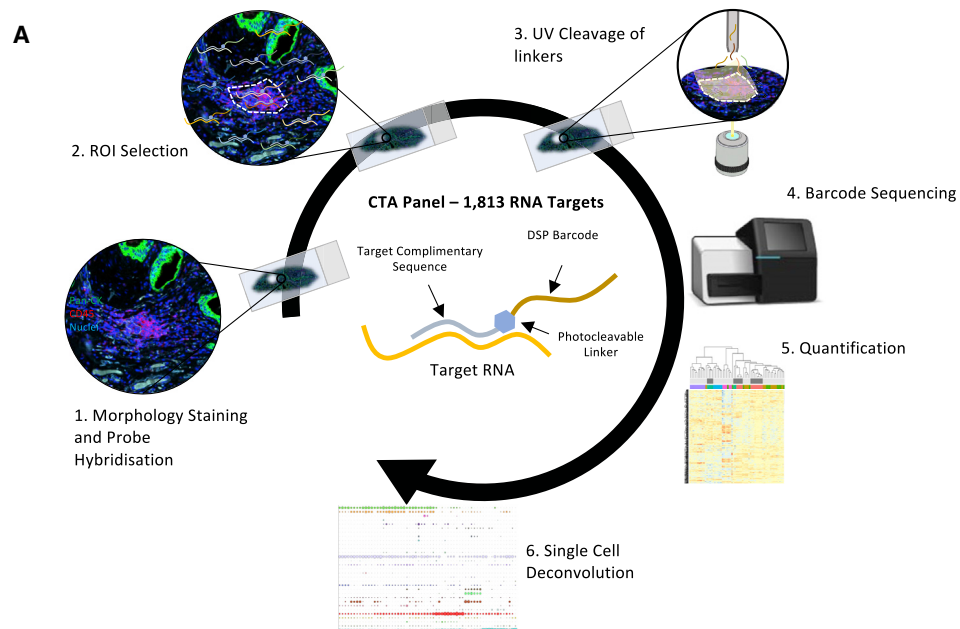 A
3. UV Cleavage of
linkers
2. ROI Selection
4. Barcode Sequencing
CTA Panel – 1,813 RNA Targets
DSP Barcode
Target Complimentary
Sequence
Pan-CK
CD45
Nuclei
Photocleavable
Linker
Target RNA
5. Quantification
1. Morphology Staining
and Probe
Hybridisation
6. Single Cell
Deconvolution